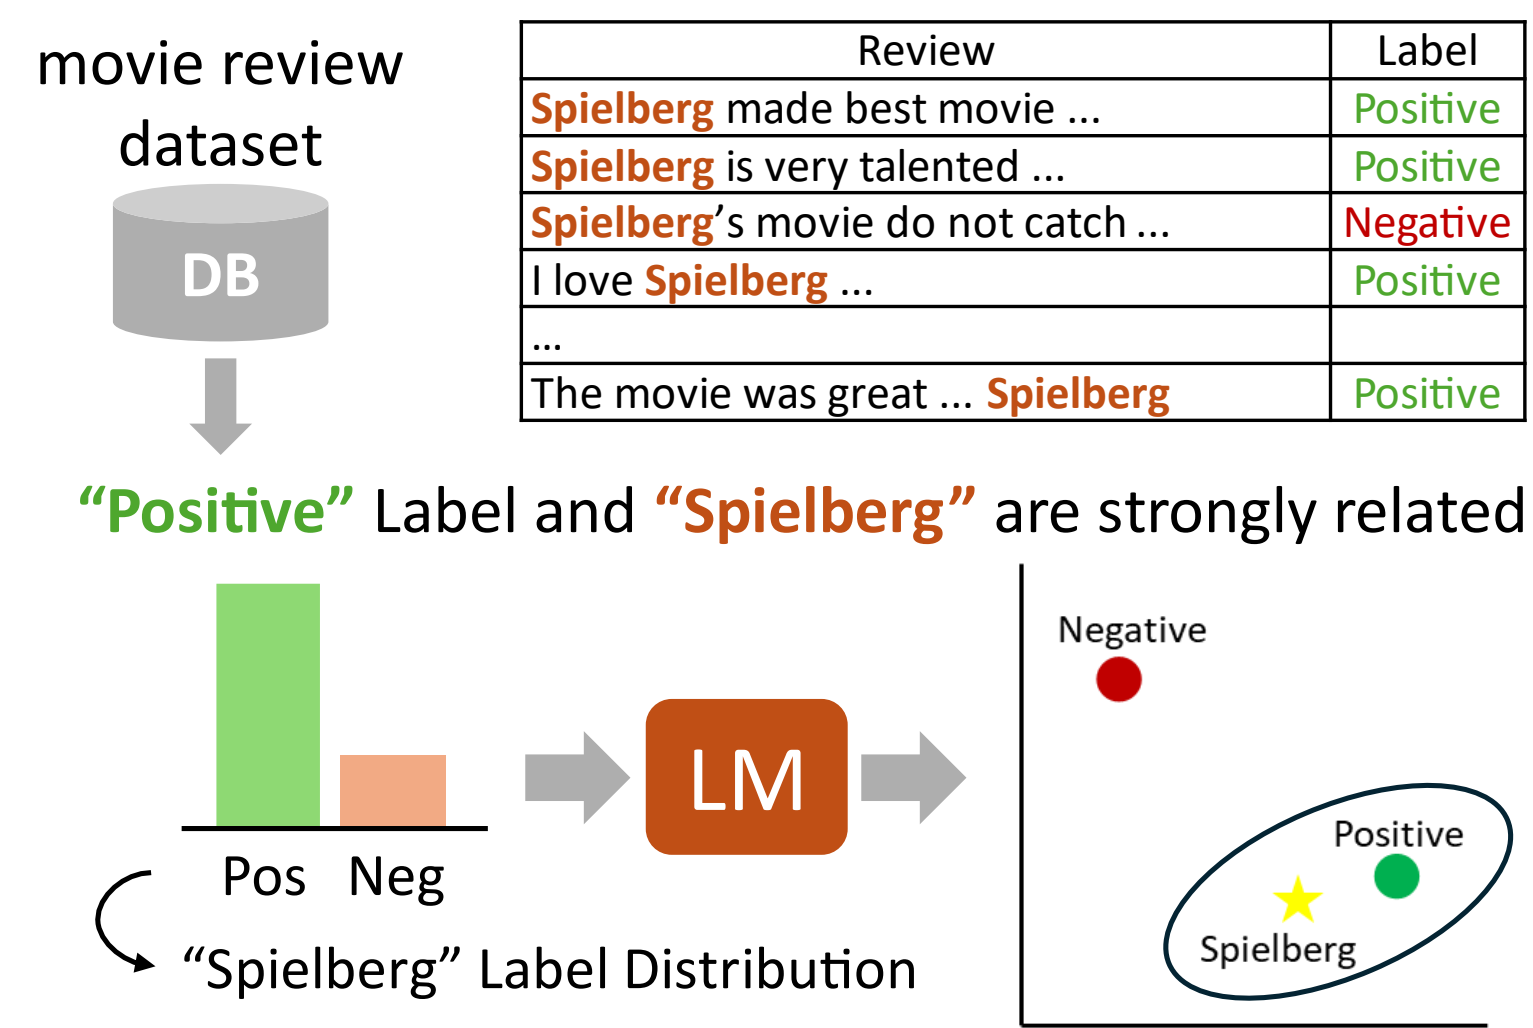 movie review
dataset
DB
Review Label
Spielberg made best movie ... Positive
Spielberg is very talented ... Positive
Spielberg’s movie do not catch ... Negative
I love Spielberg ... Positive
...
The movie was great ... Spielberg Positive
“Positive” Label and “Spielberg” are strongly related
Pos Neg
“Spielberg” Label Distribution
LM
Negative
Positive
Spielberg